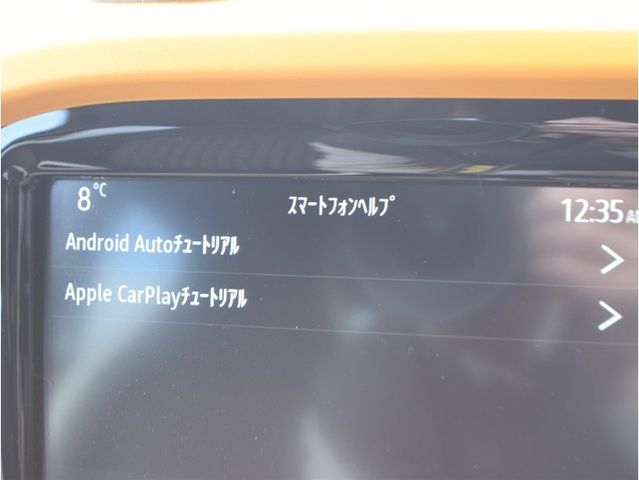 8℃ ｽﾏｰﾄﾌｫﾝﾍﾙﾌﾟ 12:35AM
Android Autoﾁｭｰﾄﾘｱﾙ
Apple CarPlayﾁｭｰﾄﾘｱﾙ